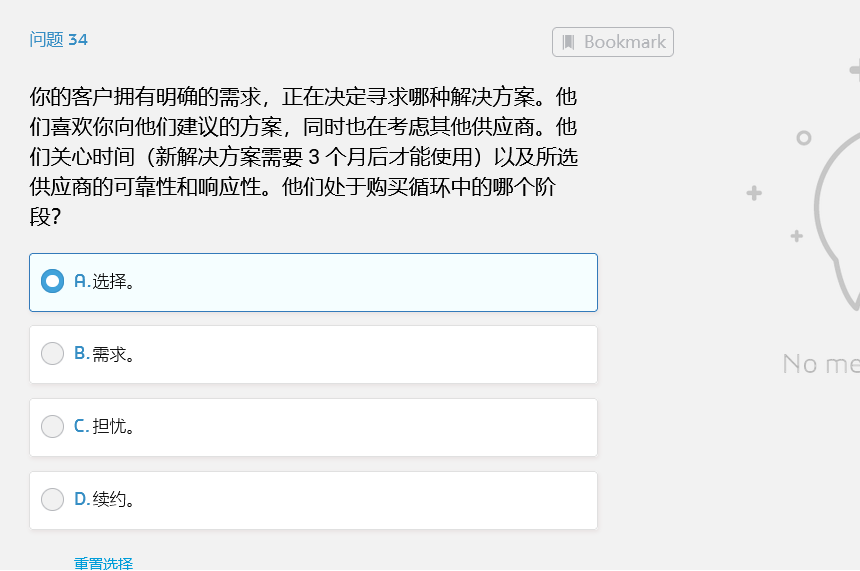 问题 34
Bookmark
你的客户拥有明确的需求，正在决定寻求哪种解决方案。他
们喜欢你向他们建议的方案，同时也在考虑其他供应商。他
们关心时间（新解决方案需要 3 个月后才能使用）以及所选
供应商的可靠性和响应性。他们处于购买循环中的哪个阶
段？
A.选择。
B.需求。
C.担忧。
D.续约。
No me
重置选择